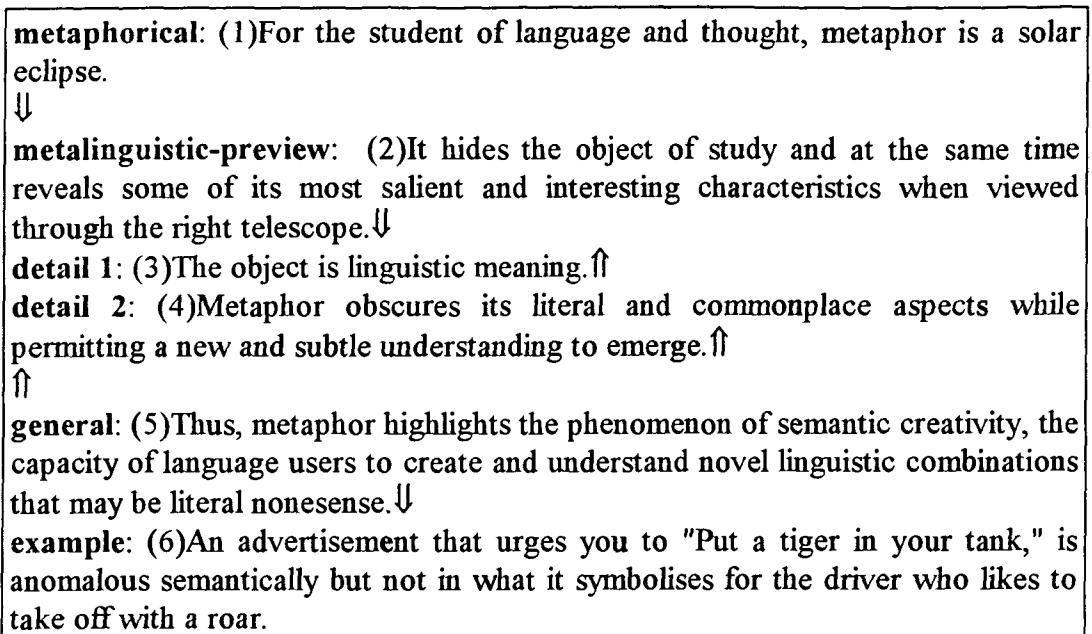 metaphorical: (1)For the student of language and thought, metaphor is a solar
eclipse.
⇓
metalinguistic-preview: (2)It hides the object of study and at the same time
reveals some of its most salient and interesting characteristics when viewed
through the right telescope.⇓
detail 1: (3)The object is linguistic meaning.⇑
detail 2: (4)Metaphor obscures its literal and commonplace aspects while
permitting a new and subtle understanding to emerge.⇑
⇑
general: (5)Thus, metaphor highlights the phenomenon of semantic creativity, the
capacity of language users to create and understand novel linguistic combinations
that may be literal nonesense.⇓
example: (6)An advertisement that urges you to "Put a tiger in your tank," is
anomalous semantically but not in what it symbolises for the driver who likes to
take off with a roar.